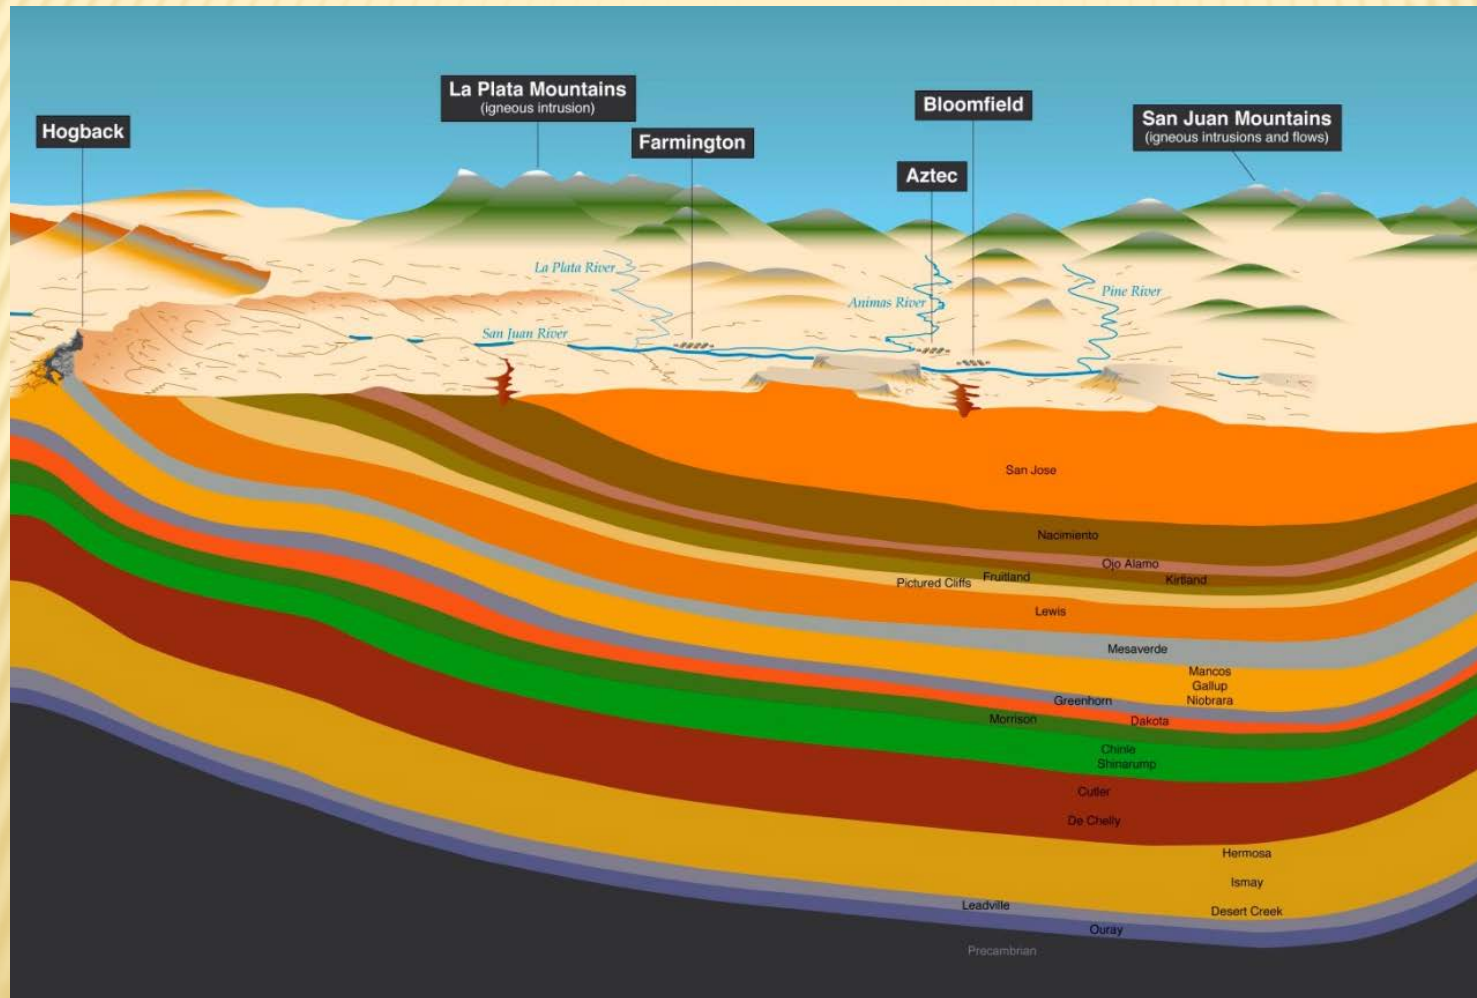 La Plata Mountains
(igneous intrusion)
Bloomfield
San Juan Mountains
(igneous intrusions and flows)
Hogback
Farmington
Aztec
La Plata River
Animas River
Pine River
San Juan River
San Jose
Nacimiento
Ojo Alamo
Pictured Cliffs
Fruitland
Kirtland
Lewis
Mesaverde
Mancos
Gallup
Greenhorn
Niobrara
Morrison
Dakota
Chinle
Shinarump
Cutler
De Chelly
Hermosa
Ismay
Leadville
Desert Creek
Ouray
Precambrian